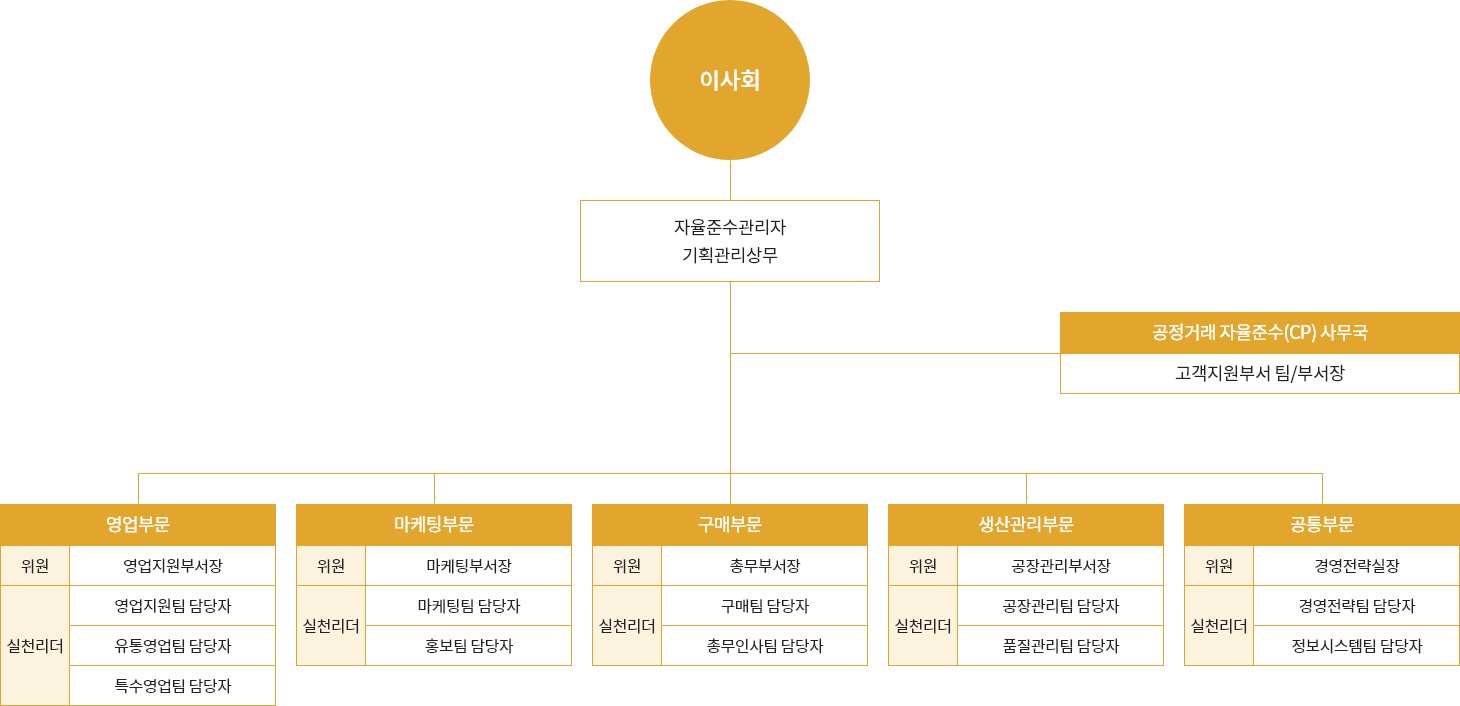 이사회
자율준수관리자
기획관리상무
공정거래 자율준수(CP) 사무국
고객지원부서 팀/부서장
영업부문
위원 영업지원부서장
실천리더
영업지원팀 담당자
유통영업팀 담당자
특수영업팀 담당자
마케팅부문
위원 마케팅부서장
실천리더
마케팅팀 담당자
홍보팀 담당자
구매부문
위원 총무부서장
실천리더
구매팀 담당자
총무인사팀 담당자
생산관리부문
위원 공장관리부서장
실천리더
공장관리팀 담당자
품질관리팀 담당자
공통부문
위원 경영전략실장
실천리더
경영전략팀 담당자
정보시스템팀 담당자